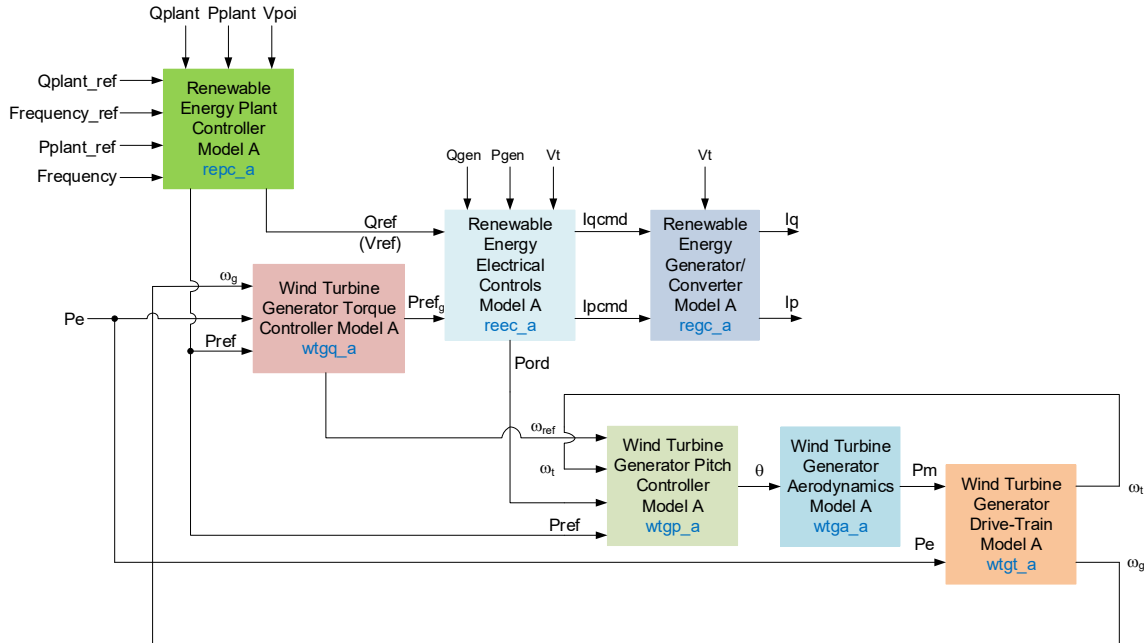 Qplant Pplant Vpoi
Qplant_ref
Frequency_ref
Pplant_ref
Frequency
Renewable
Energy Plant
Controller
Model A
repc_a
Qgen Pgen Vt
Vt
Qref
(Vref)
Renewable
Energy
Electrical
Controls
Model A
reec_a
Iqcmd
Ipcmd
Renewable
Energy
Generator/
Converter
Model A
regc_a
Iq
Ip
ωg
Pe
Pref
Wind Turbine
Generator Torque
Controller Model A
wtgq_a
Prefg
Pord
ωref
ωt
Pref
Wind Turbine
Generator Pitch
Controller
Model A
wtgp_a
θ
Wind Turbine
Generator
Aerodynamics
Model A
wtga_a
Pm
Pe
Wind Turbine
Generator
Drive-Train
Model A
wtgt_a
ωt
ωg